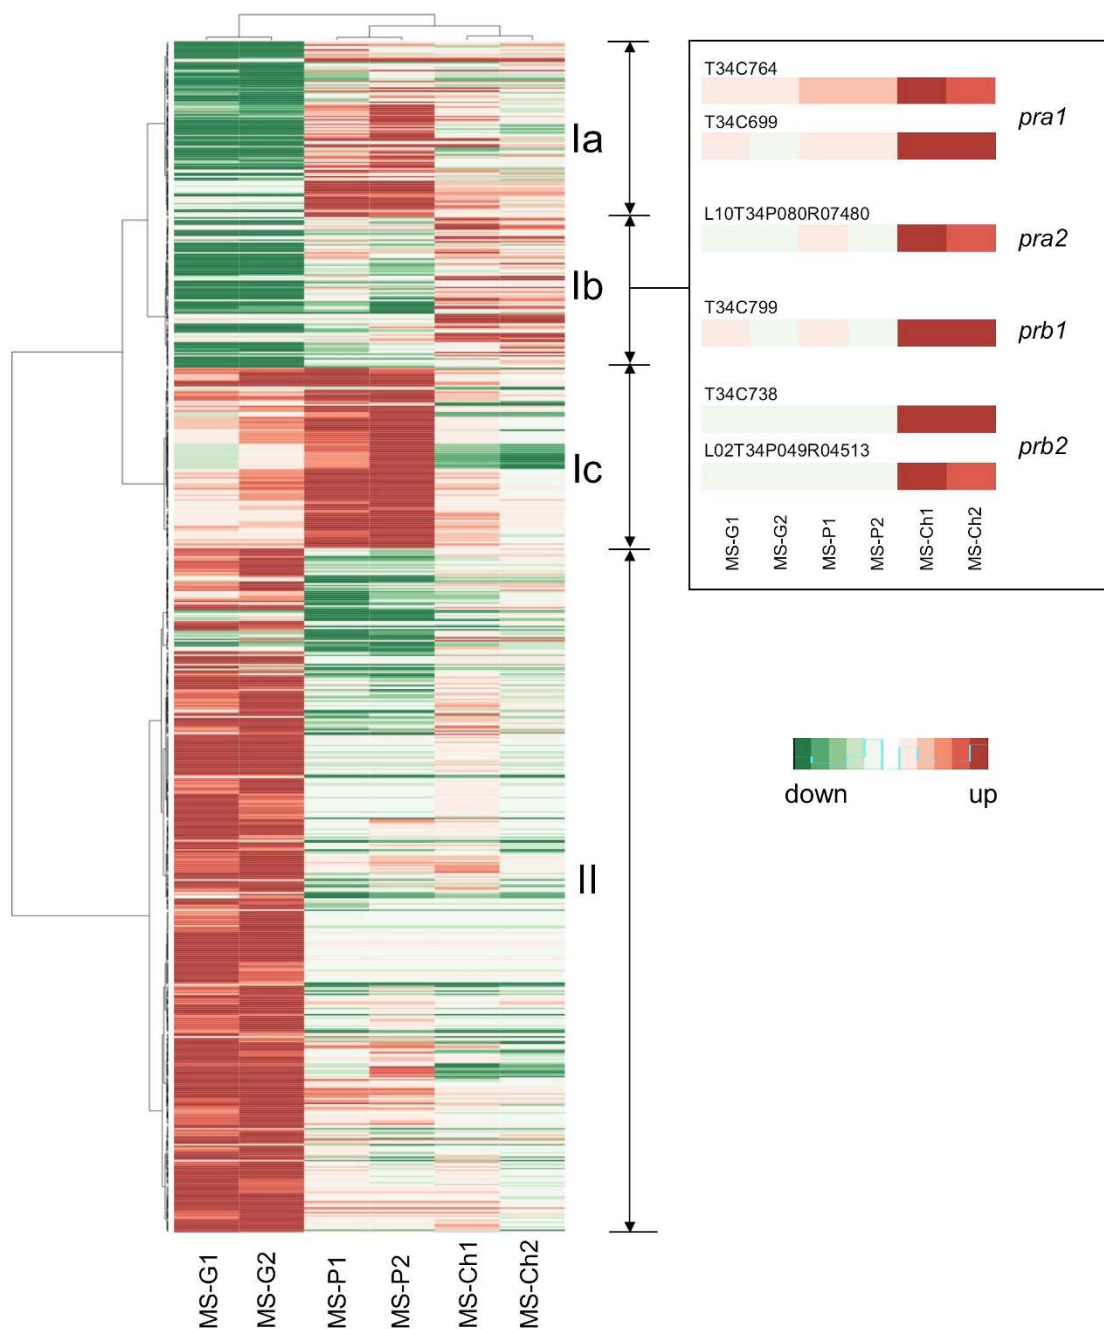 Ia
Ib
Ic
II
MS-G1
MS-G2
MS-P1
MS-P2
MS-Ch1
MS-Ch2
T34C764
pra1
T34C699
L10T34P080R07480
pra2
T34C799
prb1
T34C738
prb2
L02T34P049R04513
MS-G1
MS-G2
MS-P1
MS-P2
MS-Ch1
MS-Ch2
down up